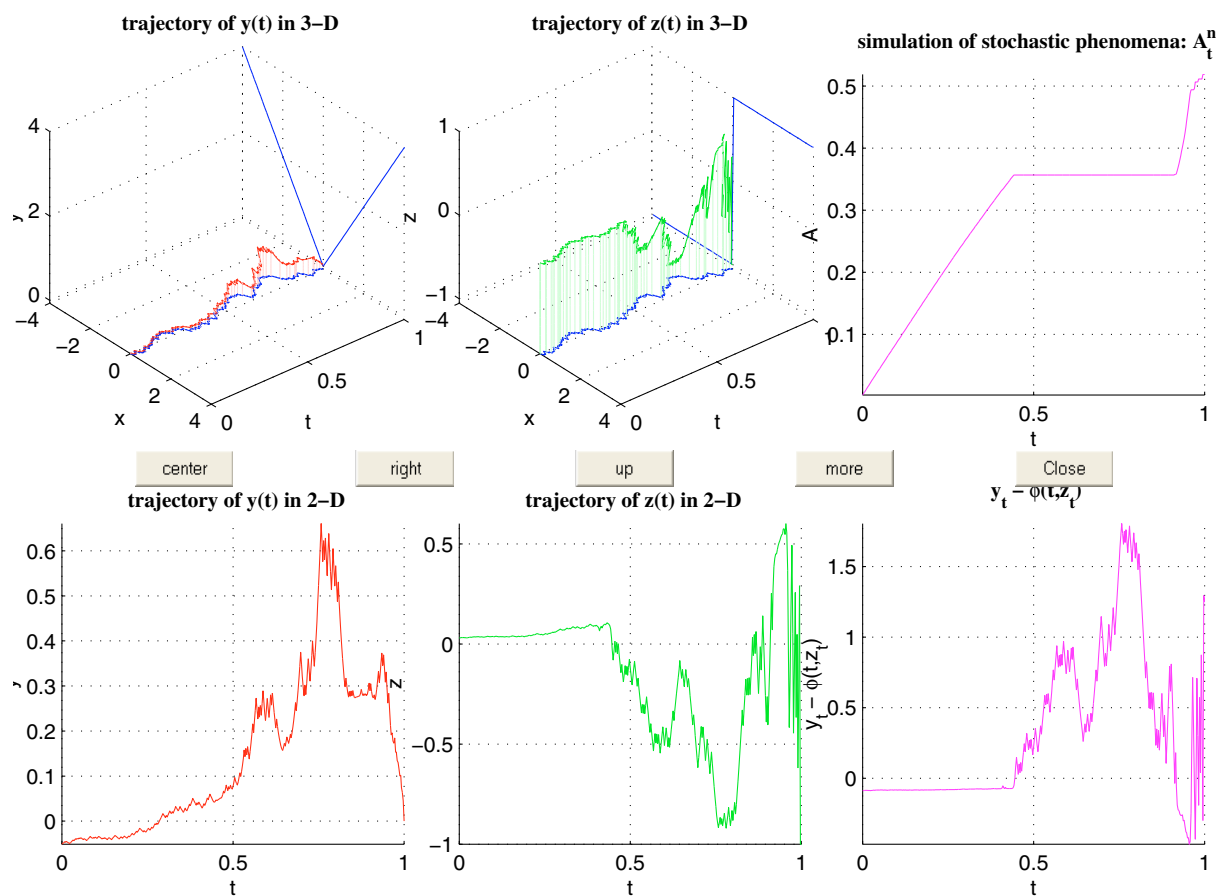 trajectory of y(t) in 3−D
trajectory of z(t) in 3−D
simulation of stochastic phenomena: A_t^n
4
2
0
y
−4
−2
0
2
4
x
0
0.5
1
t
1
0
−1
z
−4
−2
0
2
4
x
0
0.5
1
t
0.5
0.4
0.3
0.2
0.1
A
0
0.5
1
t
center
right
up
more
Close
trajectory of y(t) in 2−D
trajectory of z(t) in 2−D
y_t − ϕ(t,z_t)
0.6
0.5
0.4
0.3
0.2
0.1
0
y
0
0.5
1
t
0.5
0
−0.5
−1
z
0
0.5
1
t
1.5
1
0.5
0
y_t − ϕ(t,z_t)
0
0.5
1
t